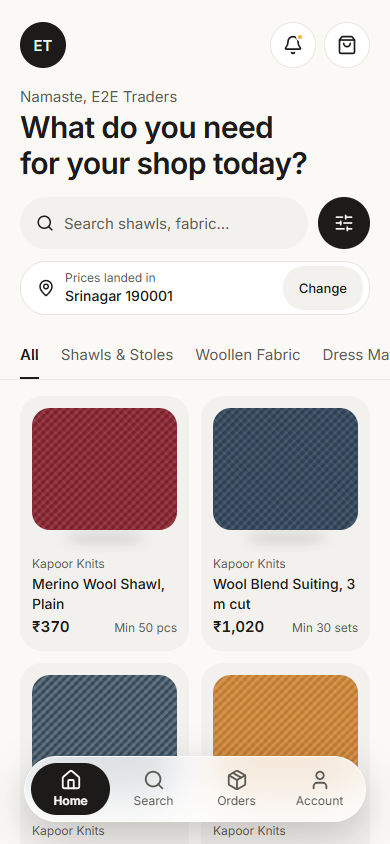 ET
Namaste, E2E Traders
What do you need
for your shop today?
Search shawls, fabric...
Prices landed in
Srinagar 190001
Change
All Shawls & Stoles Woollen Fabric Dress Ma
Kapoor Knits
Merino Wool Shawl,
Plain
₹370 Min 50 pcs
Kapoor Knits
Wool Blend Suiting, 3
m cut
₹1,020 Min 30 sets
Home Search Orders Account
Kapoor Knits Kapoor Knits